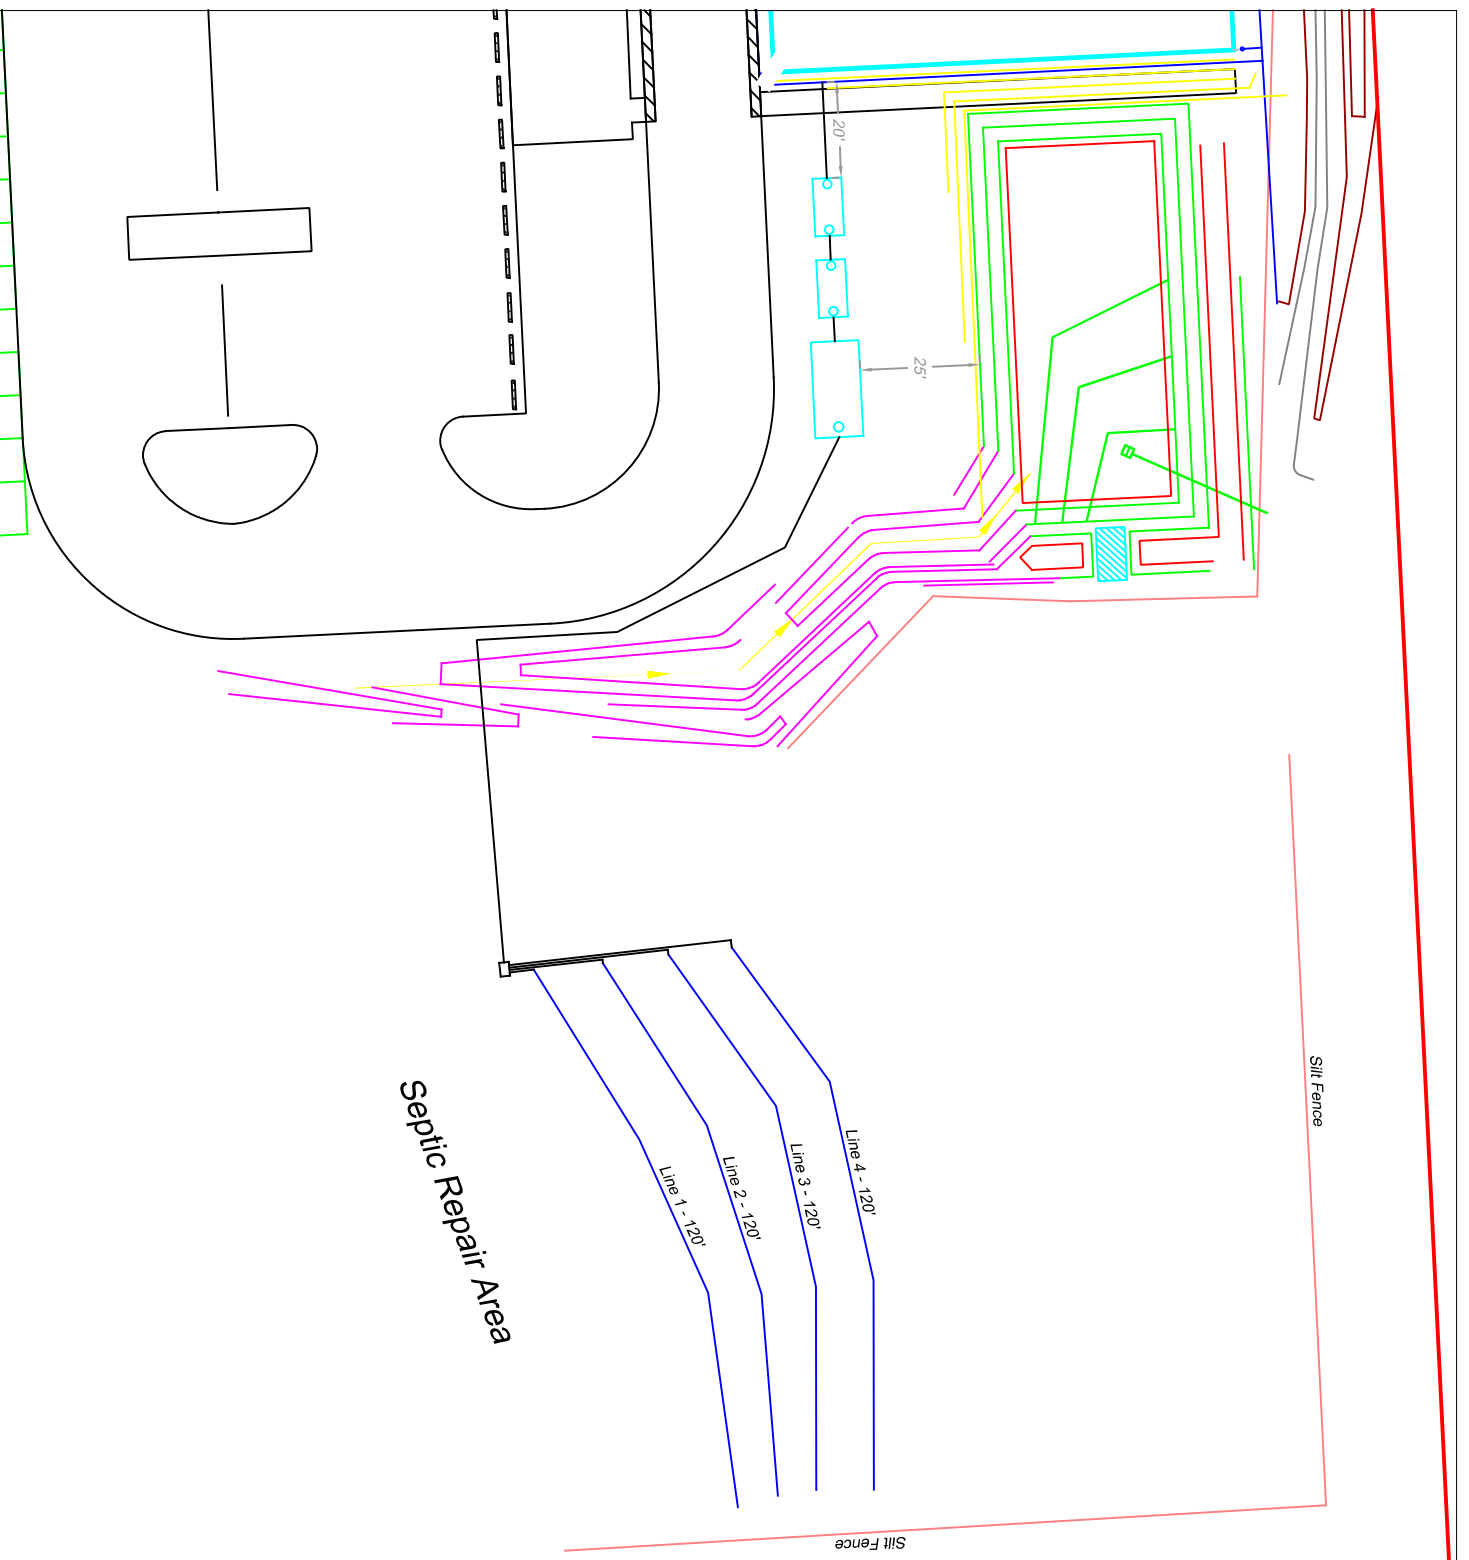 20'
25'
Silt Fence
Line 4 - 120'
Line 3 - 120'
Line 2 - 120'
Line 1 - 120'
Septic Repair Area
Silt Fence